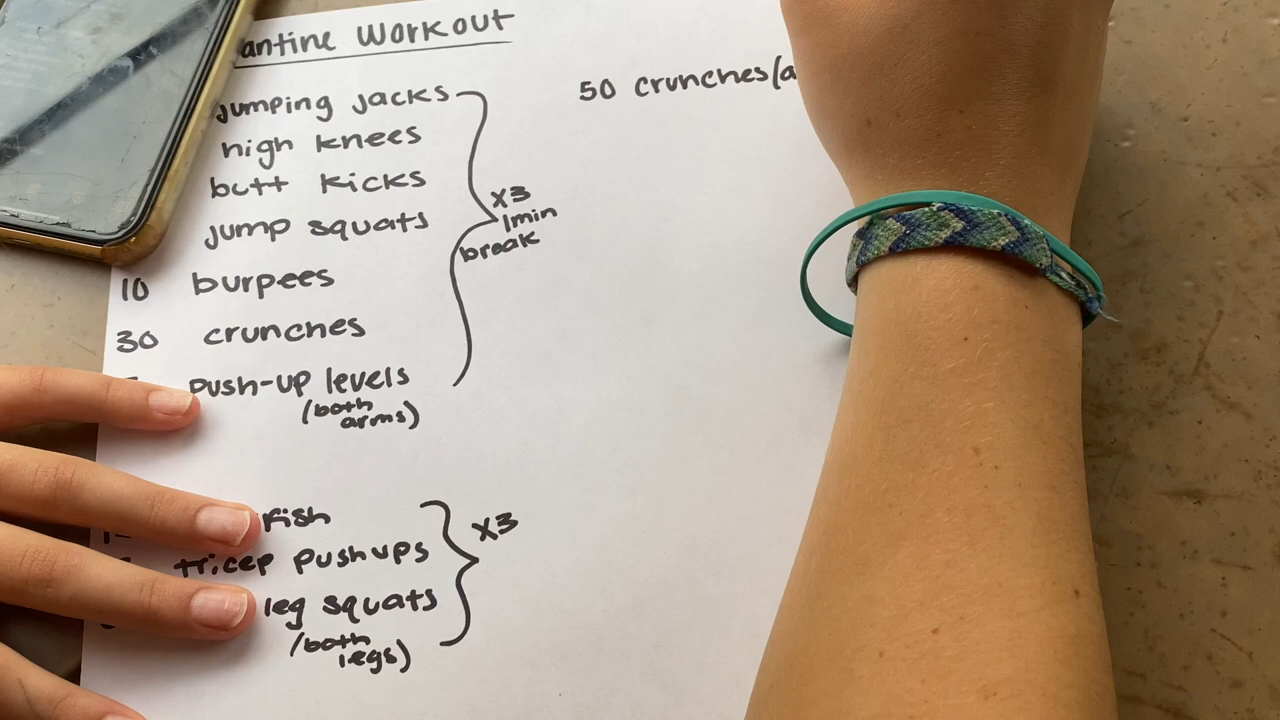 antine Workout
jumping jacks
high knees
butt kicks
jump squats
x3
1min
break
10 burpees
30 crunches
push-up levels
(both
arms)
fish
tricep pushups
leg squats
(both
legs)
x3
50 crunches(a